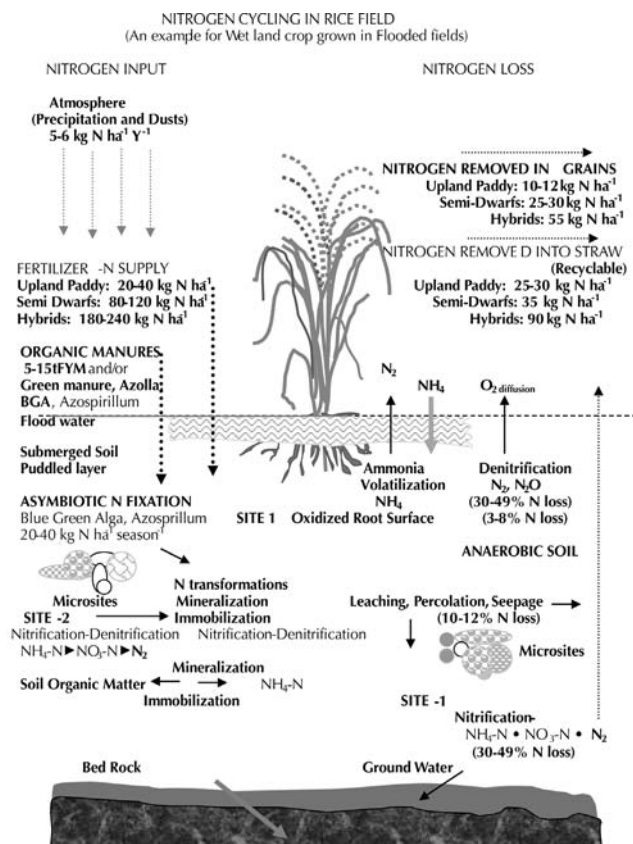 NITROGEN CYCLING IN RICE FIELD
(An example for Wet land crop grown in Flooded fields)
NITROGEN INPUT
Atmosphere
(Precipitation and Dusts)
5-6 kg N ha⁻¹ Y⁻¹
FERTILIZER -N SUPPLY
Upland Paddy: 20-40 kg N ha⁻¹
Semi Dwarfs: 80-120 kg N ha⁻¹
Hybrids: 180-240 kg N ha⁻¹
ORGANIC MANURES
5-15tFYM and/or
Green manure, Azolla
BGA, Azospirillum
Flood water
Submerged Soil
Puddled layer
ASYMBIOTIC N FIXATION
Blue Green Alga, Azosprillum
20-40 kg N ha⁻¹ season⁻¹
NITROGEN LOSS
NITROGEN REMOVED IN GRAINS
Upland Paddy: 10-12 kg N ha⁻¹
Semi-Dwarfs: 25-30 kg N ha⁻¹
Hybrids: 55 kg N ha⁻¹
NITROGEN REMOVE D INTO STRAW
(Recyclable)
Upland Paddy: 25-30 kg N ha⁻¹
Semi-Dwarfs: 35 kg N ha⁻¹
Hybrids: 90 kg N ha⁻¹
N₂
NH₄
O₂ diffusion
Ammonia
Volatilization
NH₄
SITE 1 Oxidized Root Surface
Denitrification
N₂, N₂O
(30-49% N loss)
(3-8% N loss)
ANAEROBIC SOIL
Microsites
SITE -2
N transformations
Mineralization
Immobilization
Nitrification-Denitrification
Nitrification-Denitrification
NH₄-N▶NO₃-N▶N₂
Mineralization
Soil Organic Matter
NH₄-N
Immobilization
Leaching, Percolation, Seepage
(10-12% N loss)
Microsites
SITE -1
Nitrification-
NH₄-N • NO₃-N • N₂
(30-49% N loss)
Bed Rock
Ground Water